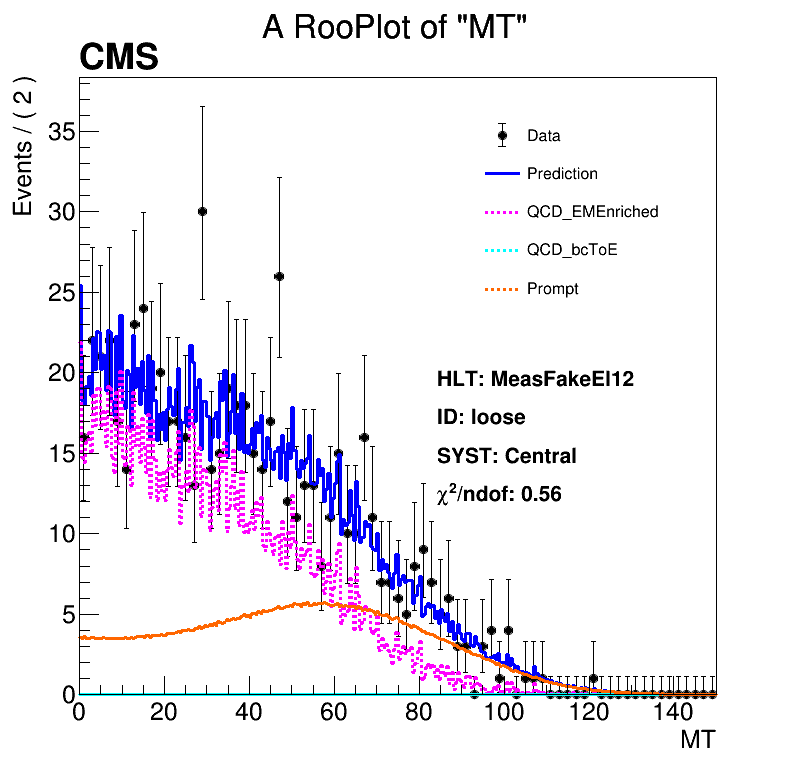 A RooPlot of "MT"
CMS
Events / ( 2 )
35
30
25
20
15
10
5
0
Data
Prediction
QCD_EMEnriched
QCD_bcToE
Prompt
HLT: MeasFakeEl12
ID: loose
SYST: Central
χ²/ndof: 0.56
0 20 40 60 80 100 120 140
MT